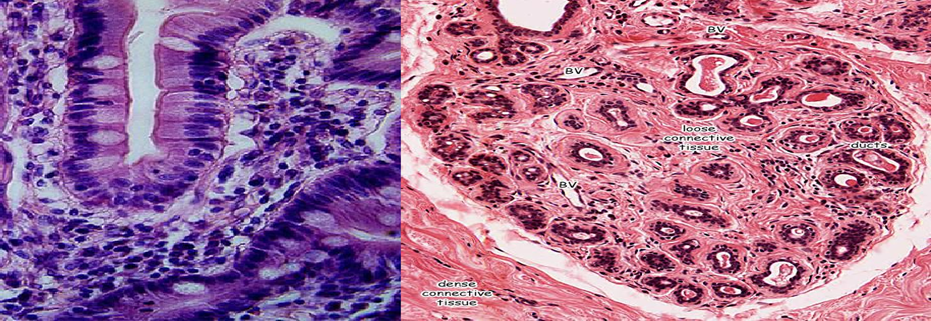 BV
BV
loose
connective
tissue
ducts
BV
dense
connective
tissue